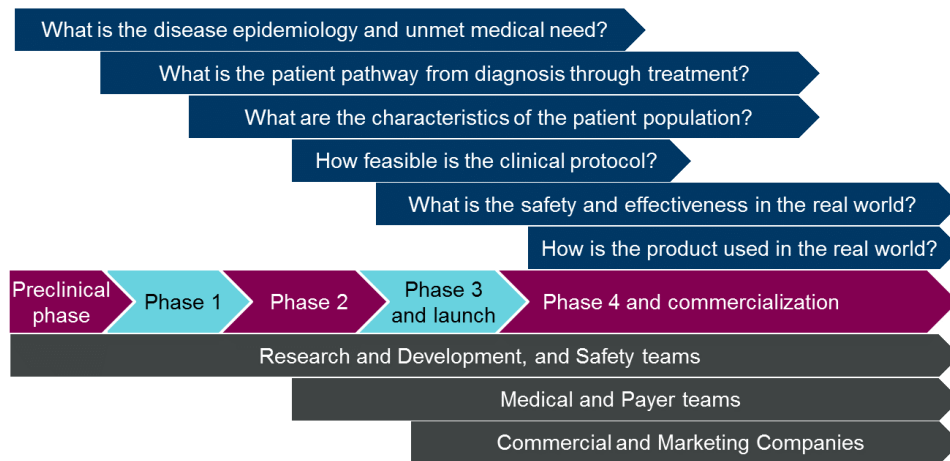 What is the disease epidemiology and unmet medical need?
What is the patient pathway from diagnosis through treatment?
What are the characteristics of the patient population?
How feasible is the clinical protocol?
What is the safety and effectiveness in the real world?
How is the product used in the real world?
Preclinical
phase
Phase 1
Phase 2
Phase 3
and launch
Phase 4 and commercialization
Research and Development, and Safety teams
Medical and Payer teams
Commercial and Marketing Companies